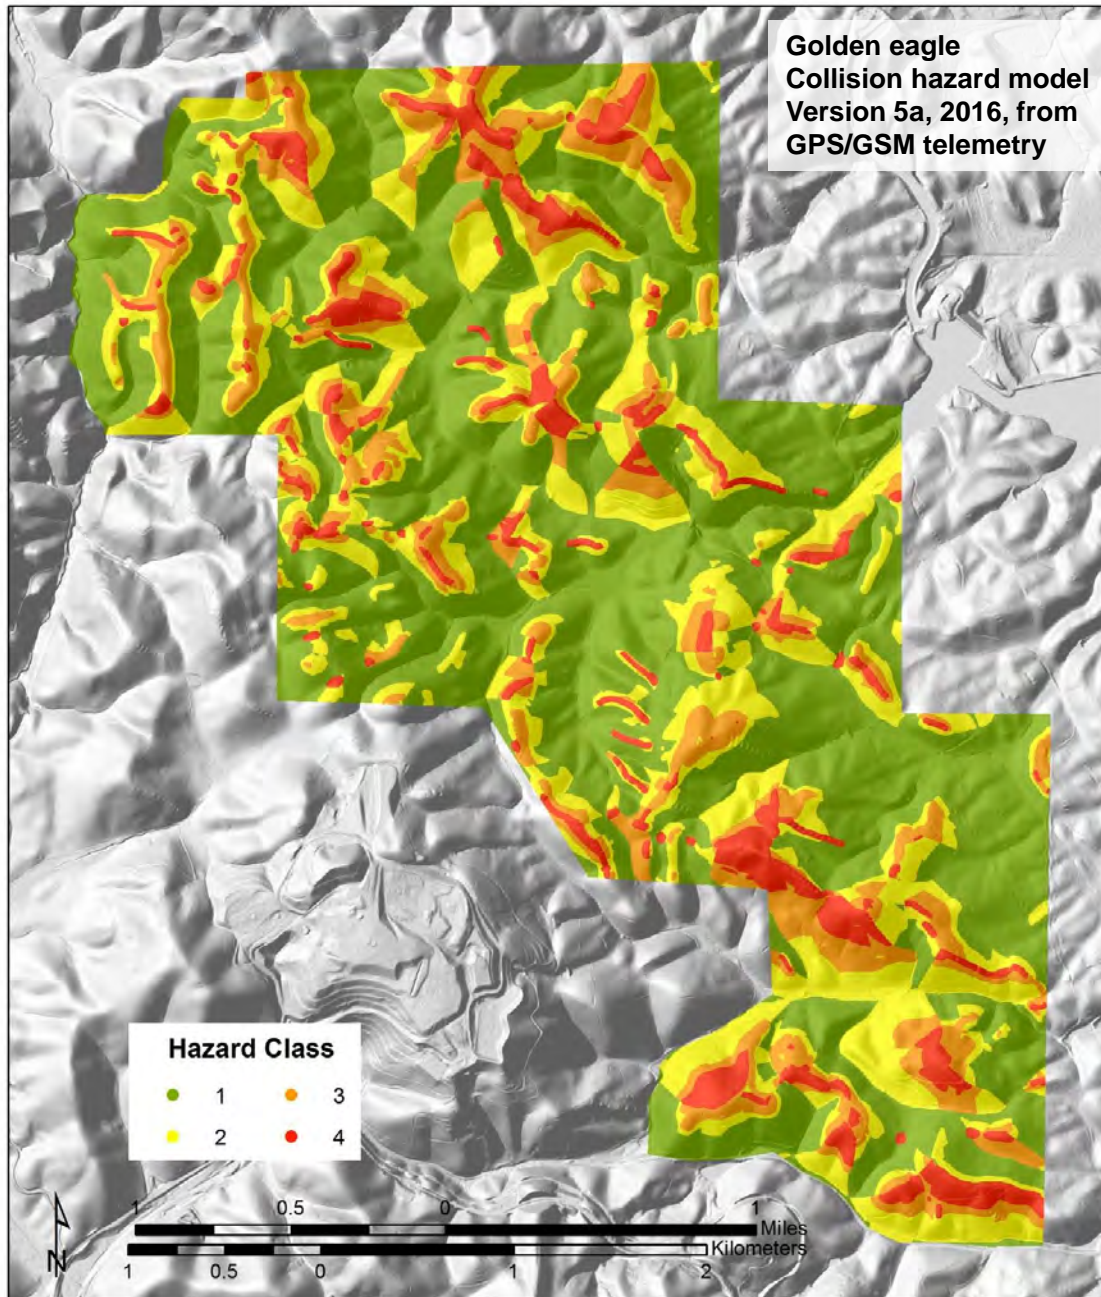 Golden eagle
Collision hazard model
Version 5a, 2016, from
GPS/GSM telemetry
Hazard Class
1 3
2 4
1 0.5 0 1
Miles
Kilometers
1 0.5 0 1 2
N